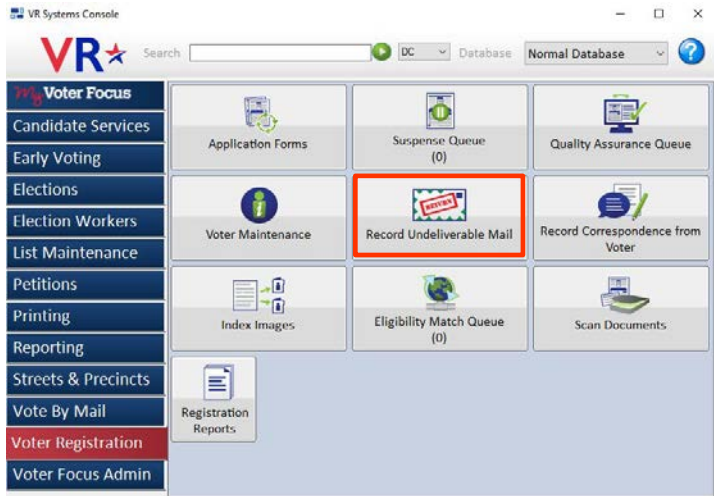 VR Systems Console
VR
Search
DC
Database
Normal Database
?
My Voter Focus
Candidate Services
Early Voting
Elections
Election Workers
List Maintenance
Petitions
Printing
Reporting
Streets & Precincts
Vote By Mail
Voter Registration
Voter Focus Admin
Application Forms
Suspense Queue
(0)
Quality Assurance Queue
Voter Maintenance
RETURN
Record Undeliverable Mail
Record Correspondence from
Voter
Index Images
Eligibility Match Queue
(0)
Scan Documents
Registration
Reports